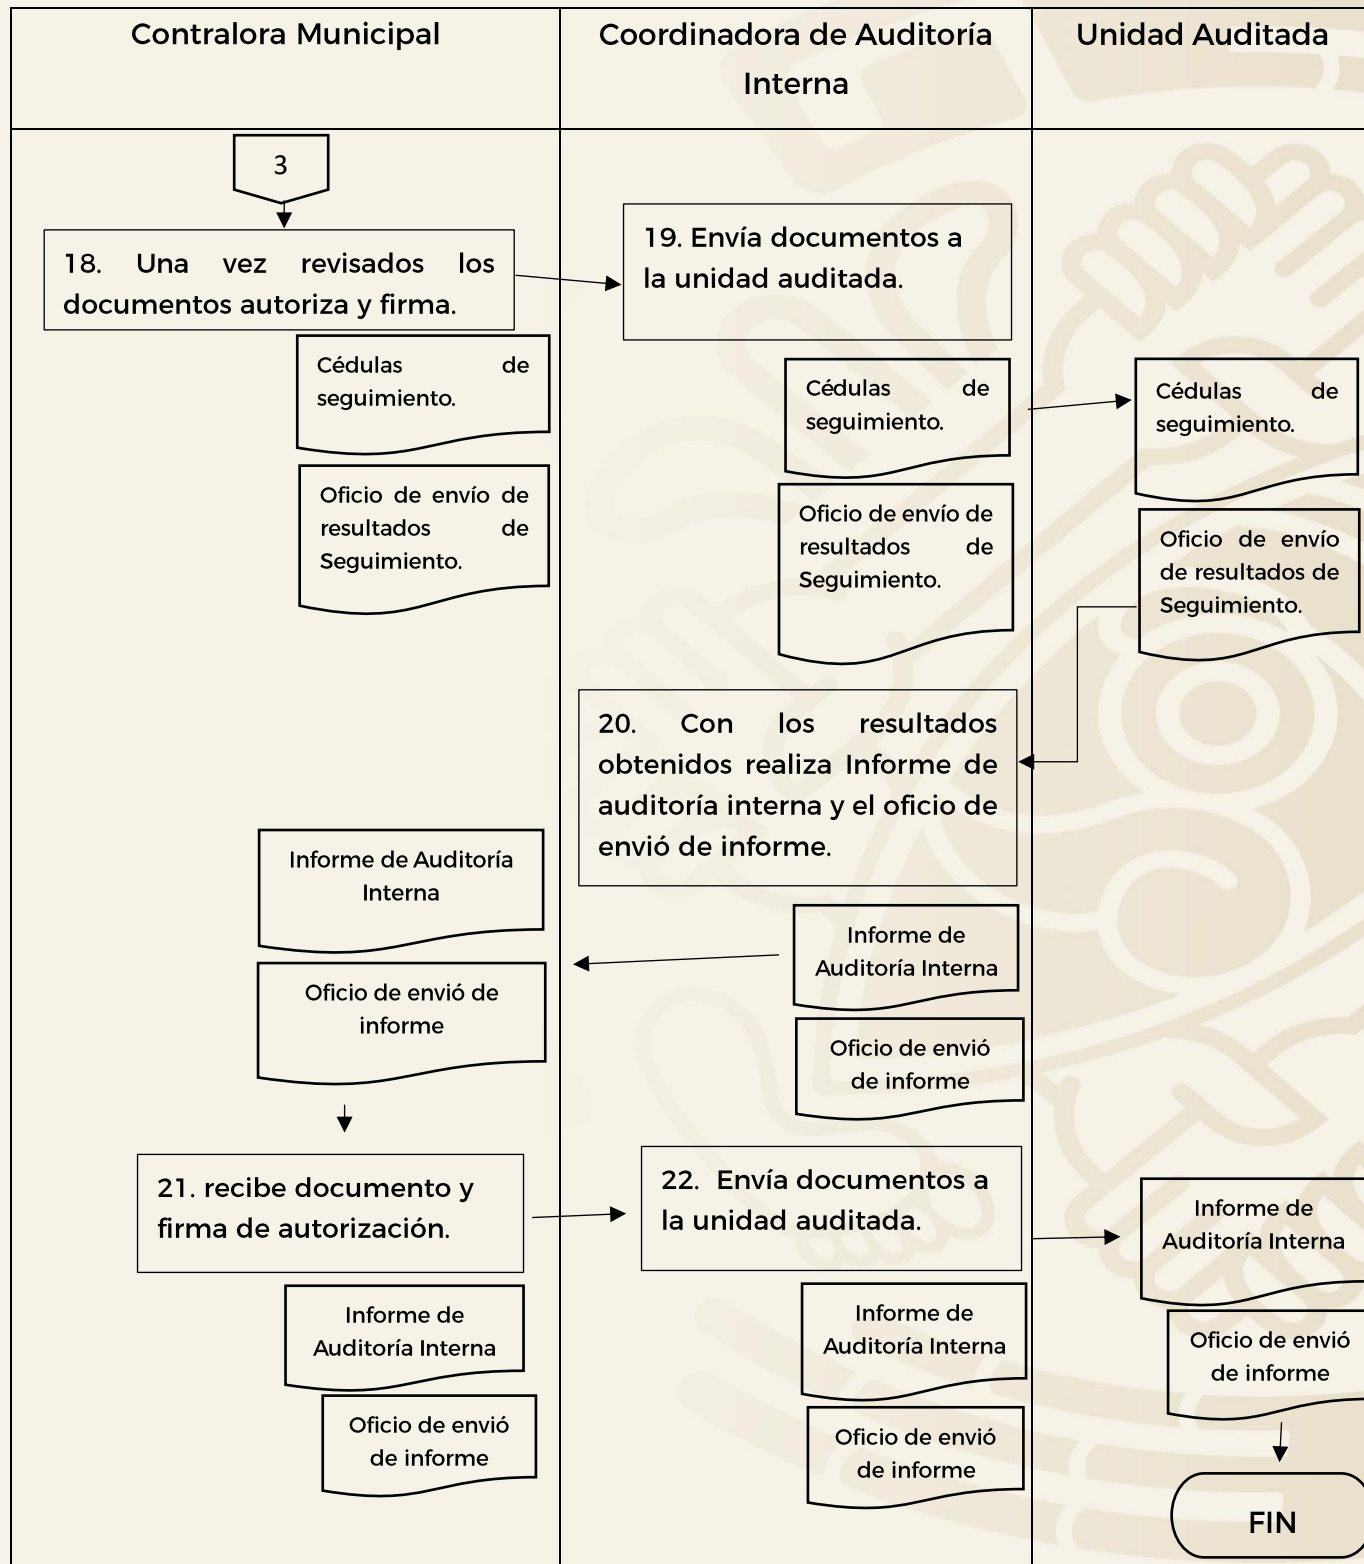 Contralora Municipal
Coordinadora de Auditoría
Interna
Unidad Auditada
3
18. Una vez revisados los
documentos autoriza y firma.
19. Envía documentos a
la unidad auditada.
Cédulas de
seguimiento.
Oficio de envío de
resultados de
Seguimiento.
Cédulas de
seguimiento.
Oficio de envío de
resultados de
Seguimiento.
Cédulas de
seguimiento.
Oficio de envío
de resultados de
Seguimiento.
20. Con los resultados
obtenidos realiza Informe de
auditoría interna y el oficio de
envió de informe.
Informe de Auditoría
Interna
Oficio de envió de
informe
Informe de
Auditoría Interna
Oficio de envió
de informe
21. recibe documento y
firma de autorización.
22. Envía documentos a
la unidad auditada.
Informe de
Auditoría Interna
Oficio de envió
de informe
Informe de
Auditoría Interna
Oficio de envió
de informe
Informe de
Auditoría Interna
Oficio de envió
de informe
FIN